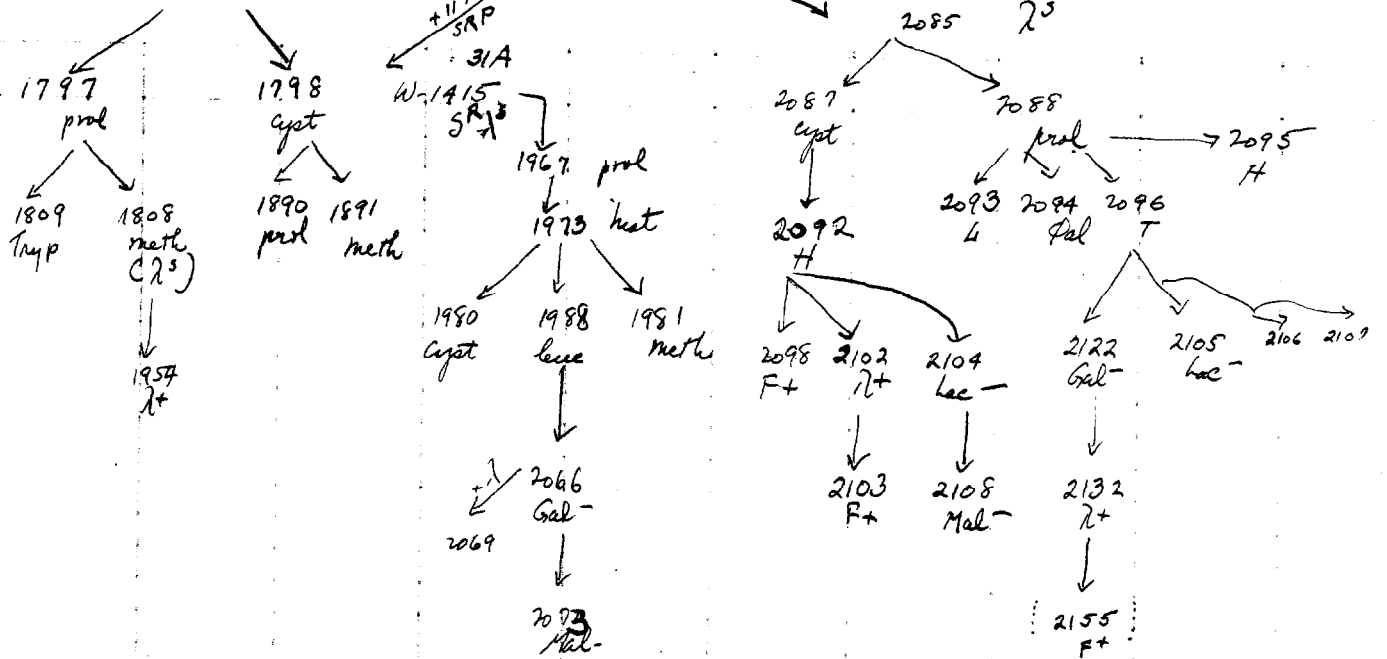 SRP
2085 λS
31A
1797 1798 W-1415 2087 2088
prol cyst SR λS cyst prol 2095
H
1967 prol
1809 1808 1890 1891 1973 hist 2092 2093 2094 2096
Tryp meth prol meth H L T
(λS)
1980 1988 1981
cyst leuc meth
2098 2102 2104 2122 2105 2106 2107
F+ λ+ Lac- Gal- Lac-
1954
λ+
+λ 2066 2103 2108 2132
Gal- F+ Mal- λ+
2069
2073 2155
Mal- F+